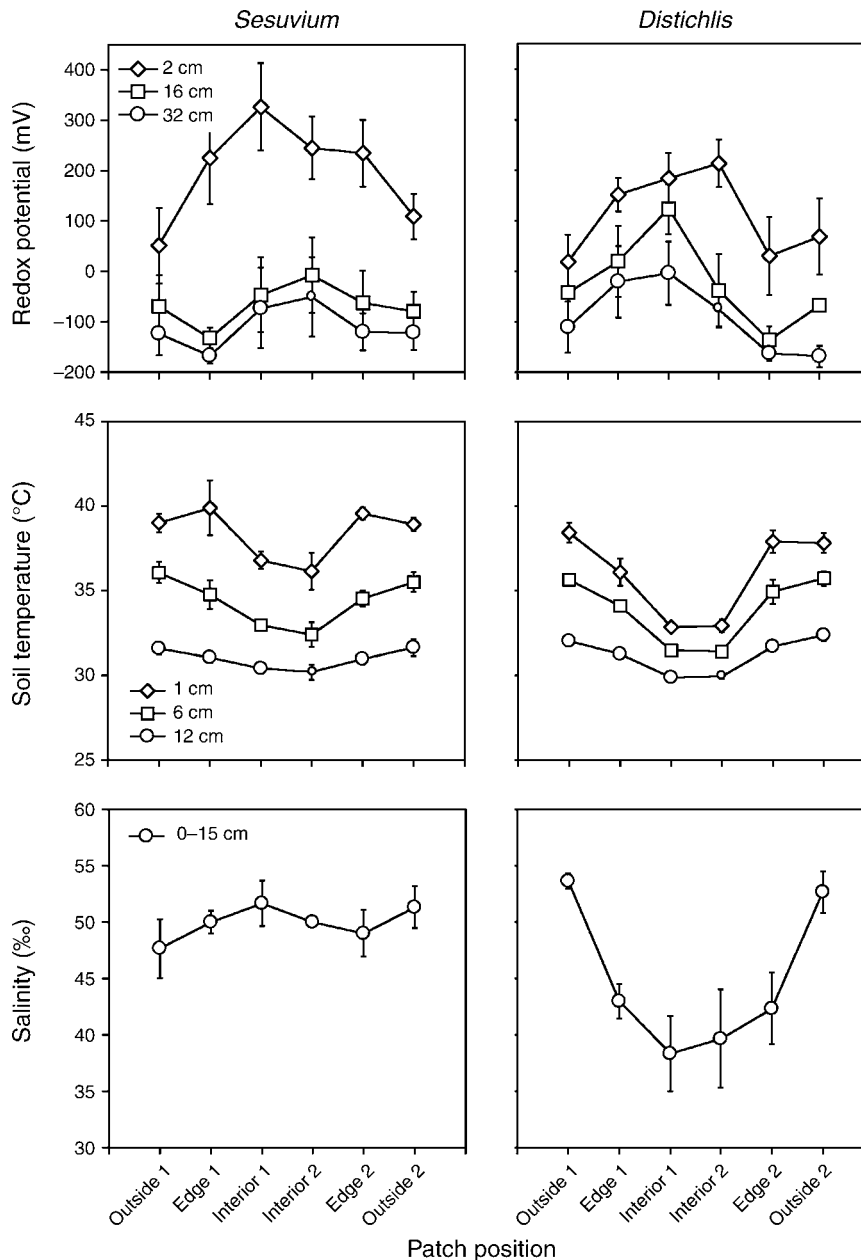 Sesuvium
Distichlis
Redox potential (mV)
400
300
200
100
0
−100
−200
2 cm
16 cm
32 cm
Soil temperature (°C)
45
40
35
30
25
1 cm
6 cm
12 cm
Salinity (‰)
60
55
50
45
40
35
30
0–15 cm
Outside 1
Edge 1
Interior 1
Interior 2
Edge 2
Outside 2
Outside 1
Edge 1
Interior 1
Interior 2
Edge 2
Outside 2
Patch position